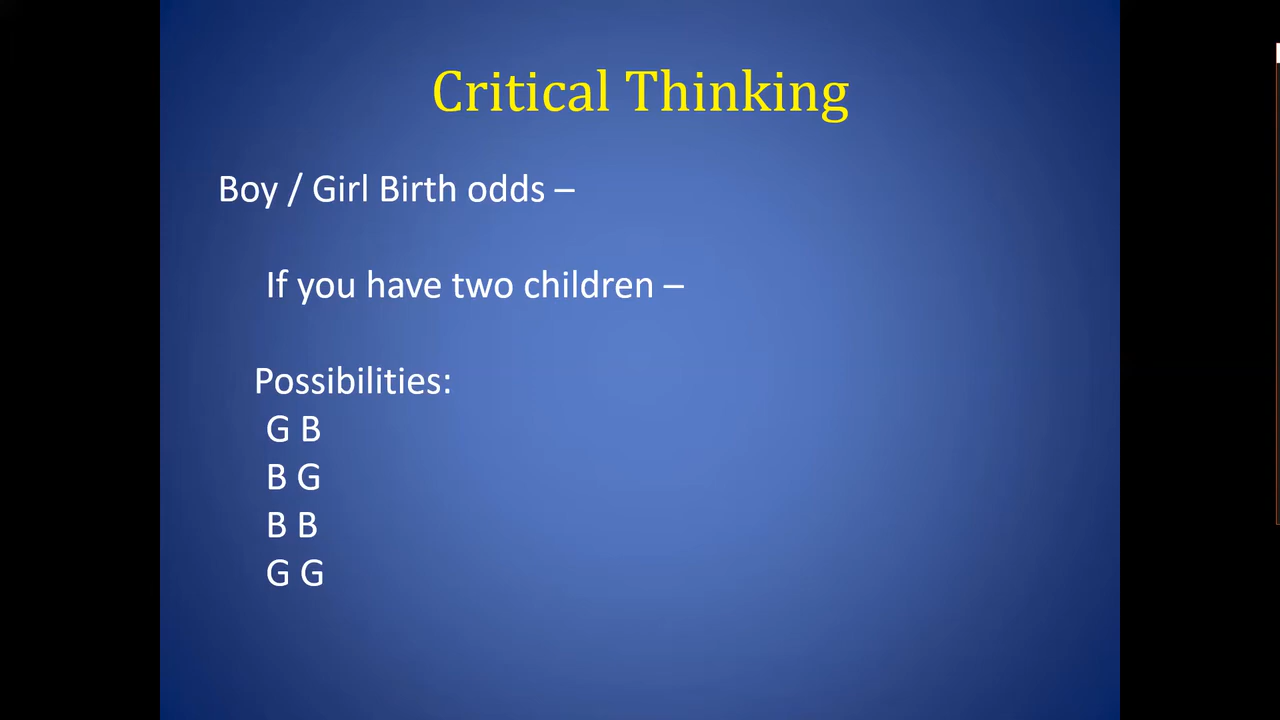 Critical Thinking
Boy / Girl Birth odds –
If you have two children –
Possibilities:
G B
B G
B B
G G